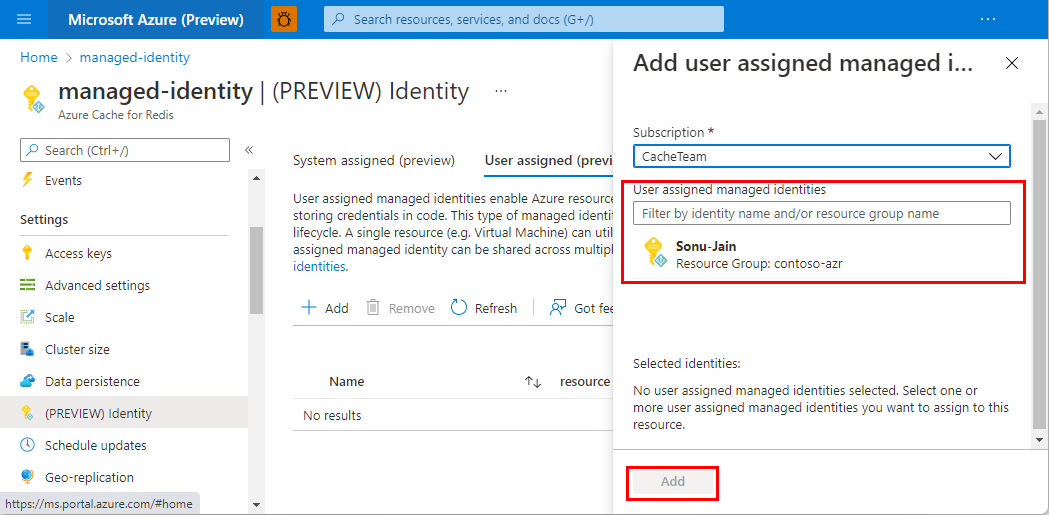 Microsoft Azure (Preview)
Search resources, services, and docs (G+/)
...
Home > managed-identity
managed-identity | (PREVIEW) Identity
...
Azure Cache for Redis
Search (Ctrl+/)
«
Events
Settings
Access keys
Advanced settings
Scale
Cluster size
Data persistence
(PREVIEW) Identity
Schedule updates
Geo-replication
https://ms.portal.azure.com/#home
System assigned (preview)
User assigned (previ
User assigned managed identities enable Azure resource
storing credentials in code. This type of managed identi
lifecycle. A single resource (e.g. Virtual Machine) can util
assigned managed identity can be shared across multipl
identities.
Add
Remove
Refresh
Got fee
Name
resource
No results
Add user assigned managed i...
Subscription *
CacheTeam
User assigned managed identities
Filter by identity name and/or resource group name
Sonu-Jain
Resource Group: contoso-azr
Selected identities:
No user assigned managed identities selected. Select one or
more user assigned managed identities you want to assign to this
resource.
Add